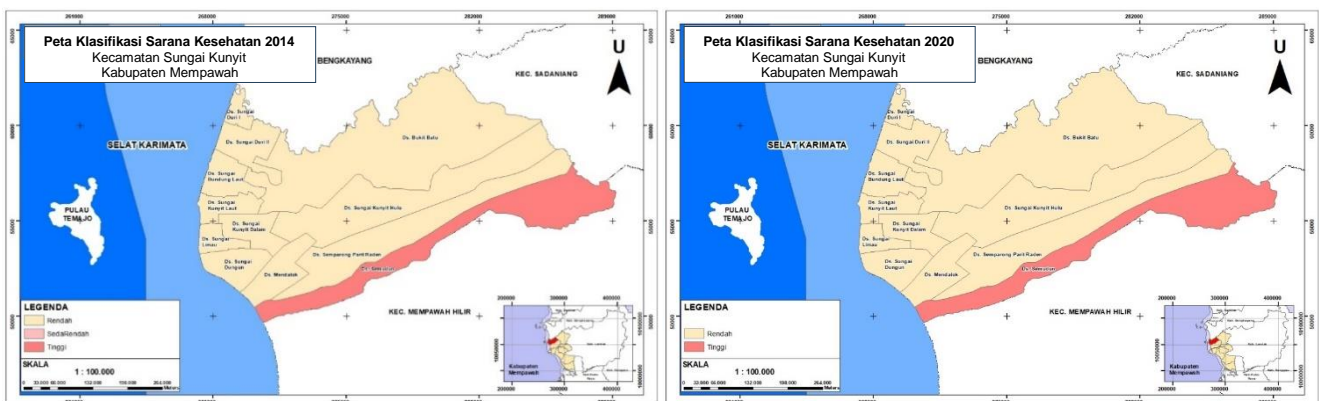 Peta Klasifikasi Sarana Kesehatan 2014
Kecamatan Sungai Kunyit
Kabupaten Mempawah
BENGKAYANG
KEC. SADANIANG
U
SELAT KARIMATA
PULAU
TEMAJO
Ds. Sungai
Duri I
Ds. Sungai Duri II
Ds. Bukit Batu
Ds. Sungai
Bundung Laut
Ds. Sungai
Kunyit Laut
Ds. Sungai Kunyit Hulu
Ds. Sungai
Kunyit Dalam
Ds. Sungai
Limau
Ds. Sungai
Dungun
Ds. Semparong Parit Raden
Ds. Mendalok
KEC. MEMPAWAH HILIR
LEGENDA
Rendah
SedaRendah
Tinggi
SKALA
1 : 100.000
Kabupaten
Mempawah
200000 300000 400000
Peta Klasifikasi Sarana Kesehatan 2020
Kecamatan Sungai Kunyit
Kabupaten Mempawah
BENGKAYANG
KEC. SADANIANG
U
SELAT KARIMATA
PULAU
TEMAJO
Ds. Sungai
Duri I
Ds. Sungai Duri II
Ds. Bukit Batu
Ds. Sungai
Bundung Laut
Ds. Sungai
Kunyit Laut
Ds. Sungai Kunyit Hulu
Ds. Sungai
Kunyit Dalam
Ds. Sungai
Limau
Ds. Sungai
Dungun
Ds. Semparong Parit Raden
Ds. Mendalok
KEC. MEMPAWAH HILIR
LEGENDA
Rendah
Tinggi
SKALA
1 : 100.000
Kabupaten
Mempawah
200000 300000 400000